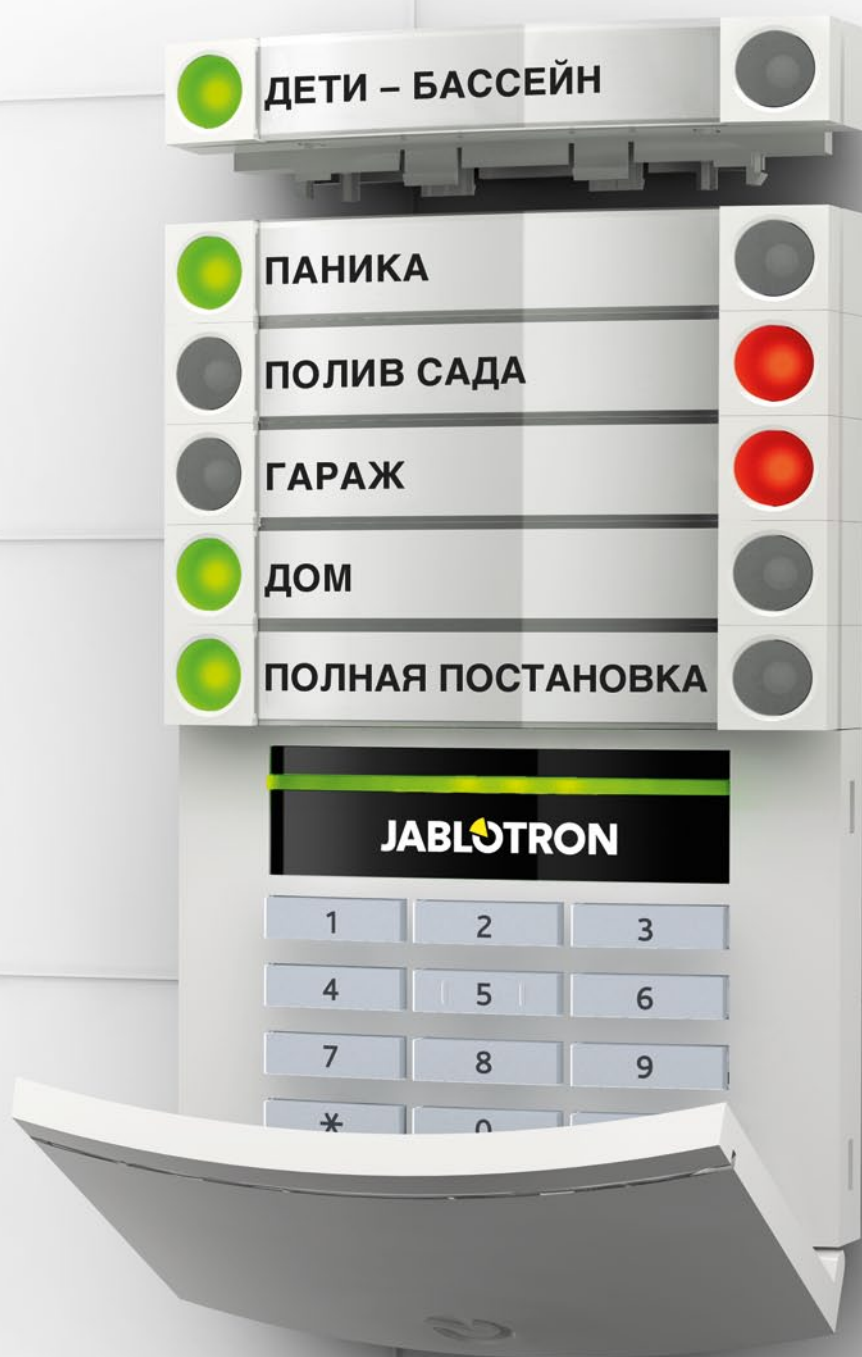 ДЕТИ – БАССЕЙН
ПАНИКА
ПОЛИВ САДА
ГАРАЖ
ДОМ
ПОЛНАЯ ПОСТАНОВКА
JABLOTRON
1 2 3
4 5 6
7 8 9
* 0